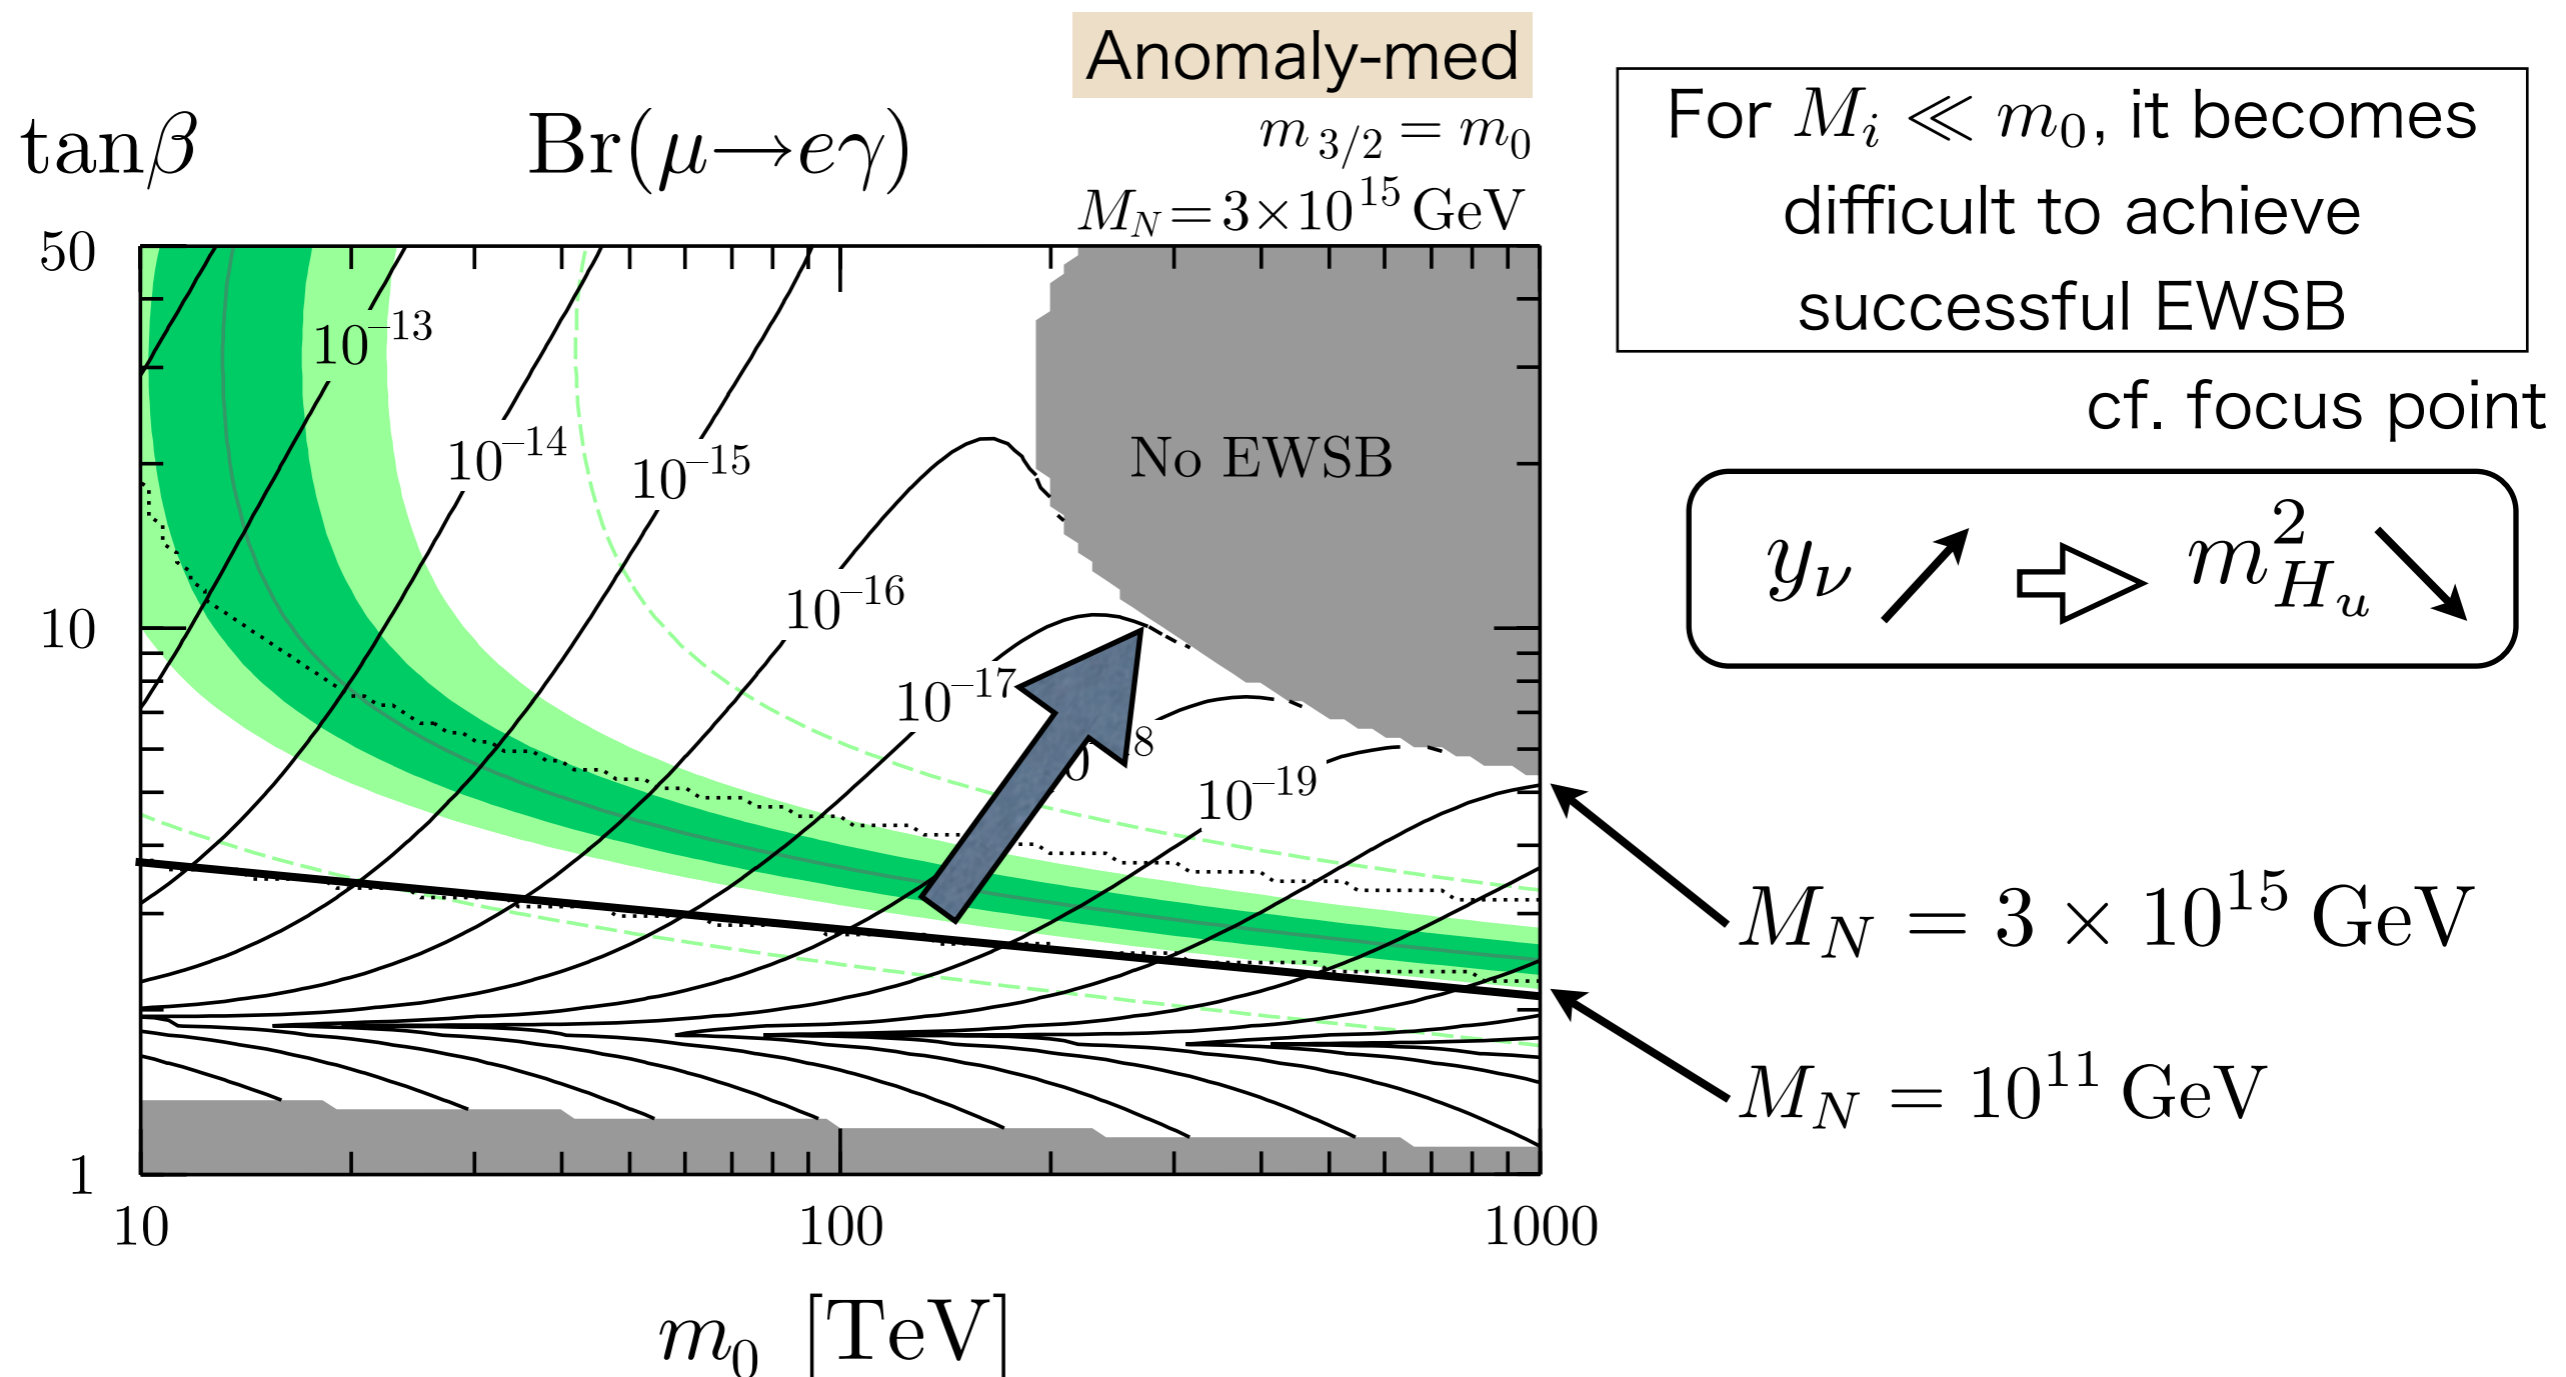 Anomaly-med
m3/2 = m0
MN = 3×10^15 GeV
tanβ
Br(μ→eγ)
For Mi ≪ m0, it becomes
difficult to achieve
successful EWSB
cf. focus point
yν ↗ ⇨ m²Hu ↘
50
10
1
10^−13
10^−14
10^−15
10^−16
10^−17
10^−19
No EWSB
MN = 3 × 10^15 GeV
MN = 10^11 GeV
10
100
1000
m0 [TeV]